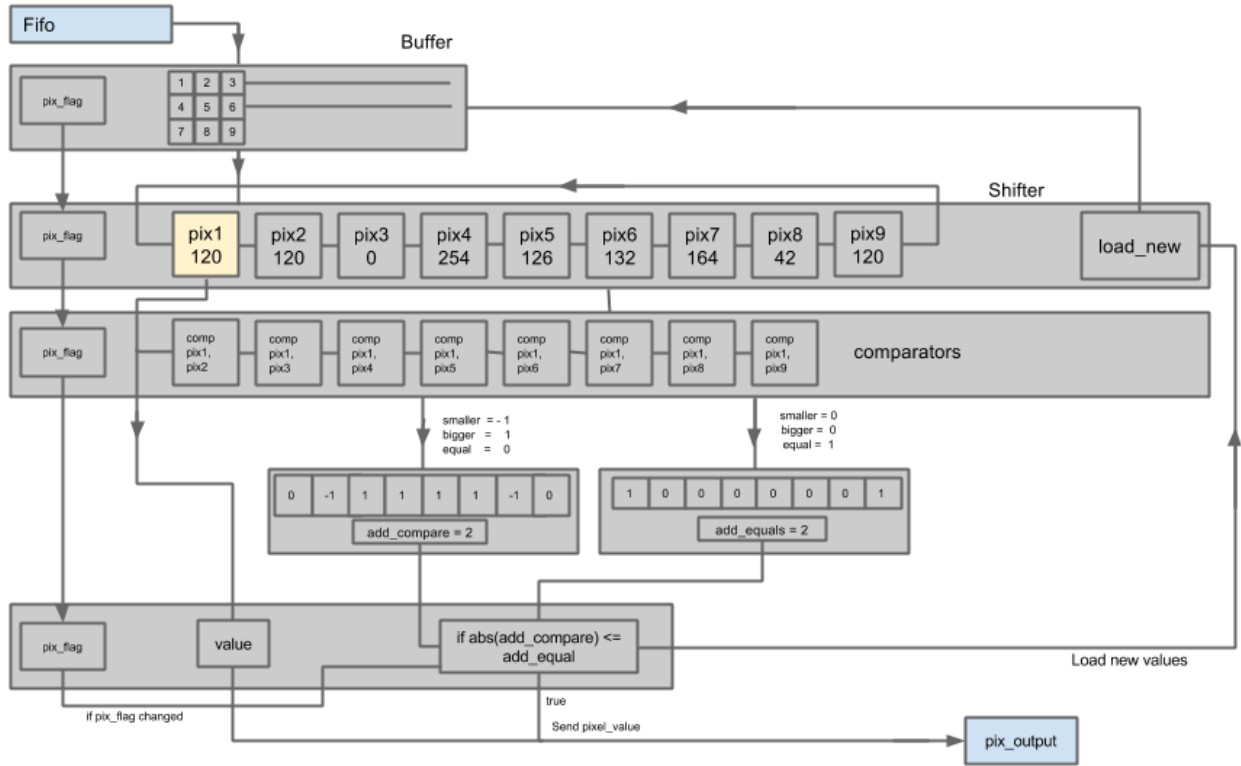 Fifo
Buffer
pix_flag
1 2 3
4 5 6
7 8 9
Shifter
pix_flag
pix1
120
pix2
120
pix3
0
pix4
254
pix5
126
pix6
132
pix7
164
pix8
42
pix9
120
load_new
pix_flag
comp
pix1,
pix2
comp
pix1,
pix3
comp
pix1,
pix4
comp
pix1,
pix5
comp
pix1,
pix6
comp
pix1,
pix7
comp
pix1,
pix8
comp
pix1,
pix9
comparators
smaller = - 1
bigger = 1
equal = 0
smaller = 0
bigger = 0
equal = 1
0 -1 1 1 1 1 -1 0
add_compare = 2
1 0 0 0 0 0 0 1
add_equals = 2
pix_flag
value
if abs(add_compare) <=
add_equal
Load new values
if pix_flag changed
true
Send pixel_value
pix_output